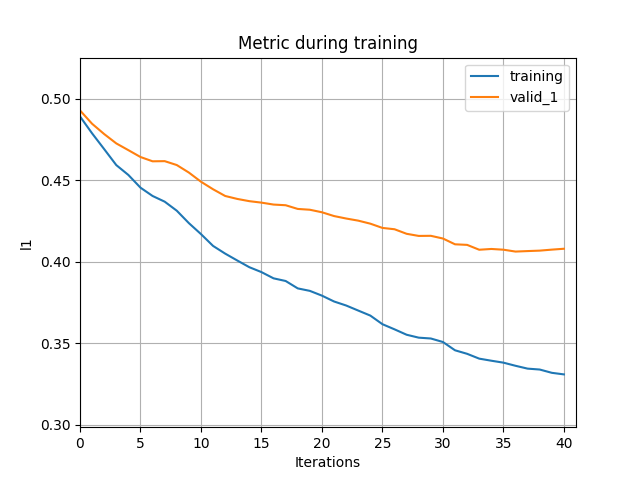 Metric during training
training
valid_1
0.50
0.45
0.40
0.35
0.30
l1
0 5 10 15 20 25 30 35 40
Iterations